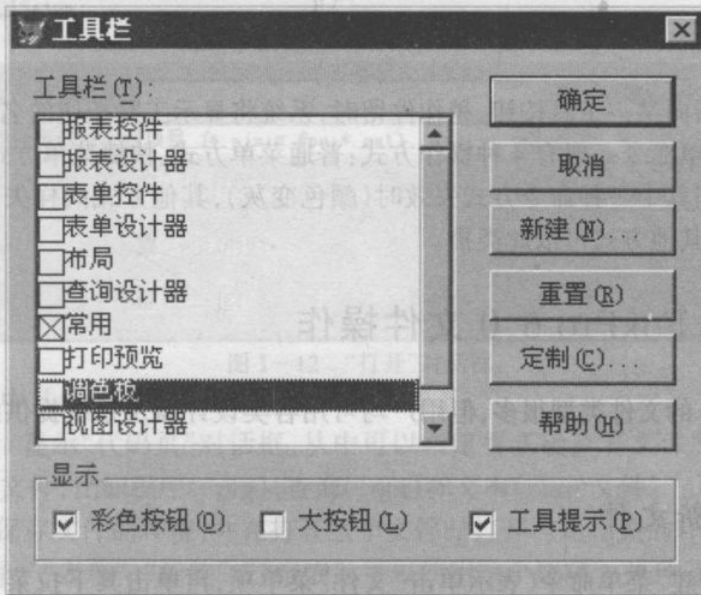 工具栏
工具栏(T):
报表控件
报表设计器
表单控件
表单设计器
布局
查询设计器
常用
打印预览
调色板
视图设计器
确定
取消
新建(N)...
重置(R)
定制(C)...
帮助(H)
显示
彩色按钮(O)
大按钮(L)
工具提示(P)